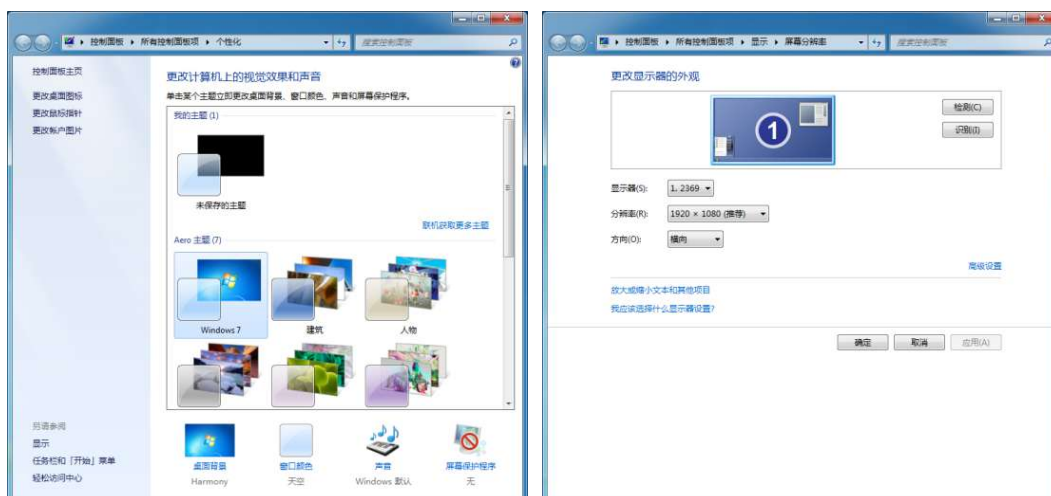 控制面板 ▸ 所有控制面板项 ▸ 个性化
搜索控制面板
控制面板主页
更改桌面图标
更改鼠标指针
更改帐户图片
更改计算机上的视觉效果和声音
单击某个主题立即更改桌面背景、窗口颜色、声音和屏幕保护程序。
我的主题 (1)
未保存的主题
联机获取更多主题
Aero 主题 (7)
Windows 7
建筑
人物
另请参阅
显示
任务栏和「开始」菜单
轻松访问中心
桌面背景
Harmony
窗口颜色
天空
声音
Windows 默认
屏幕保护程序
无
控制面板 ▸ 所有控制面板项 ▸ 显示 ▸ 屏幕分辨率
搜索控制面板
更改显示器的外观
1
检测(C)
识别(I)
显示器(S): 1. 2369
分辨率(R): 1920 × 1080 (推荐)
方向(O): 横向
高级设置
放大或缩小文本和其他项目
我应该选择什么显示器设置?
确定 取消 应用(A)